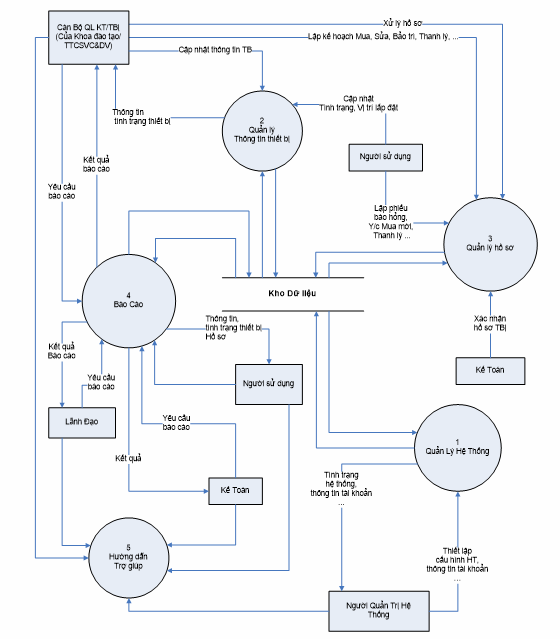 Cán Bộ QL KT/TBị
(Của Khoa đào tạo/
TTCSVC&DV)
Xử lý hồ sơ
Lập kế hoạch Mua, Sửa, Bảo trì, Thanh lý, ...
Cập nhật thông tin TB
Thông tin
tình trạng thiết bị
2
Quản lý
Thông tin thiết bị
Cập nhật
Tình trạng, Vị trí lắp đặt
Người sử dụng
Kết quả
báo cáo
Yêu cầu
báo cáo
Lập phiếu
báo hỏng,
Y/c Mua mới,
Thanh lý ...
3
Quản lý hồ sơ
4
Báo Cáo
Kho Dữ liệu
Thông tin,
tình trạng thiết bị
Hồ sơ
Xác nhận
hồ sơ TBị
Kế Toán
Kết quả
Báo cáo
Yêu cầu
báo cáo
Người sử dụng
Lãnh Đạo
Yêu cầu
báo cáo
1
Quản Lý Hệ Thống
Kết quả
Kế Toán
Tình trạng
hệ thống,
thông tin tài khoản
...
5
Hướng dẫn
Trợ giúp
Thiết lập
cấu hình HT,
thông tin tài khoản
...
Người Quản Trị Hệ
Thống